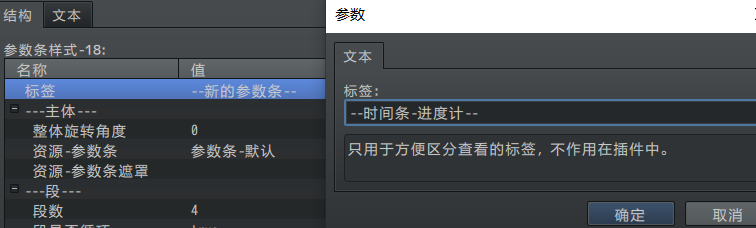 结构 文本
参数条样式-18:
名称 值
标签 --新的参数条--
---主体---
整体旋转角度 0
资源-参数条 参数条-默认
资源-参数条遮罩
---段---
段数 4
参数
文本
标签:
--时间条-进度计--
只用于方便区分查看的标签，不作用在插件中。
确定 取消